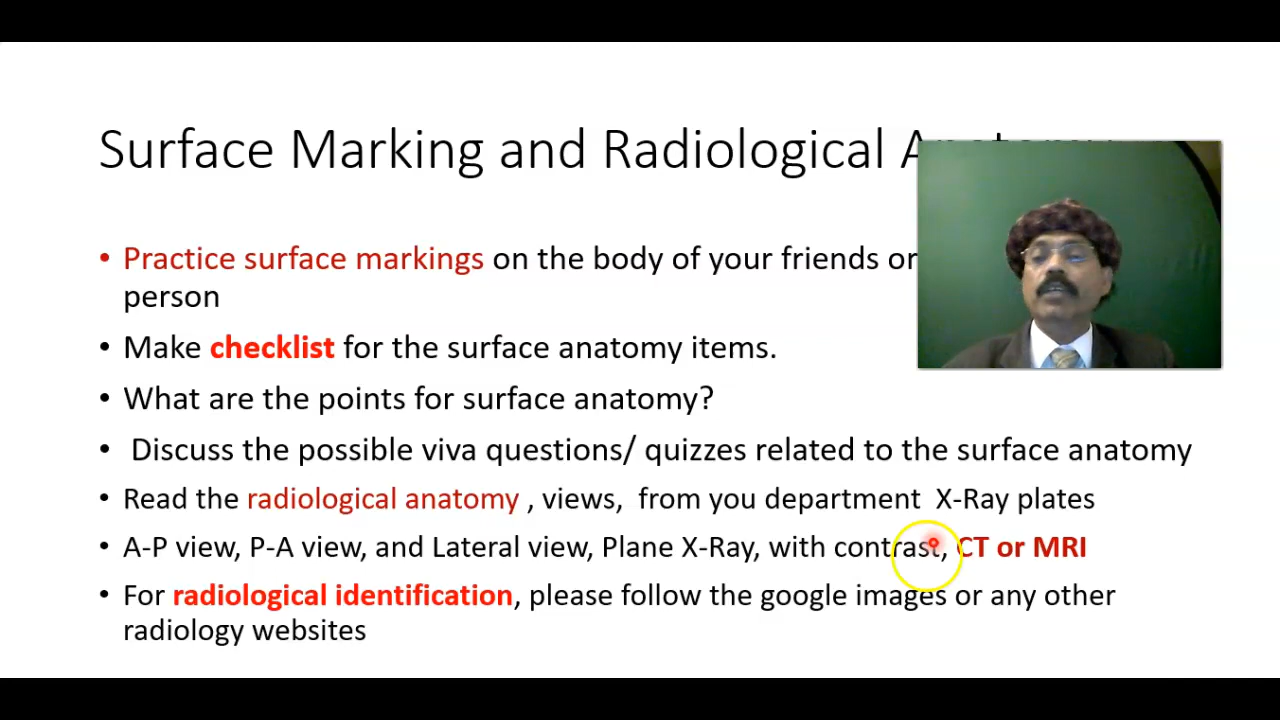 Surface Marking and Radiological
• Practice surface markings on the body of your friends or
person
• Make checklist for the surface anatomy items.
• What are the points for surface anatomy?
• Discuss the possible viva questions/ quizzes related to the surface anatomy
• Read the radiological anatomy , views, from you department X-Ray plates
• A-P view, P-A view, and Lateral view, Plane X-Ray, with contrast, CT or MRI
• For radiological identification, please follow the google images or any other
radiology websites